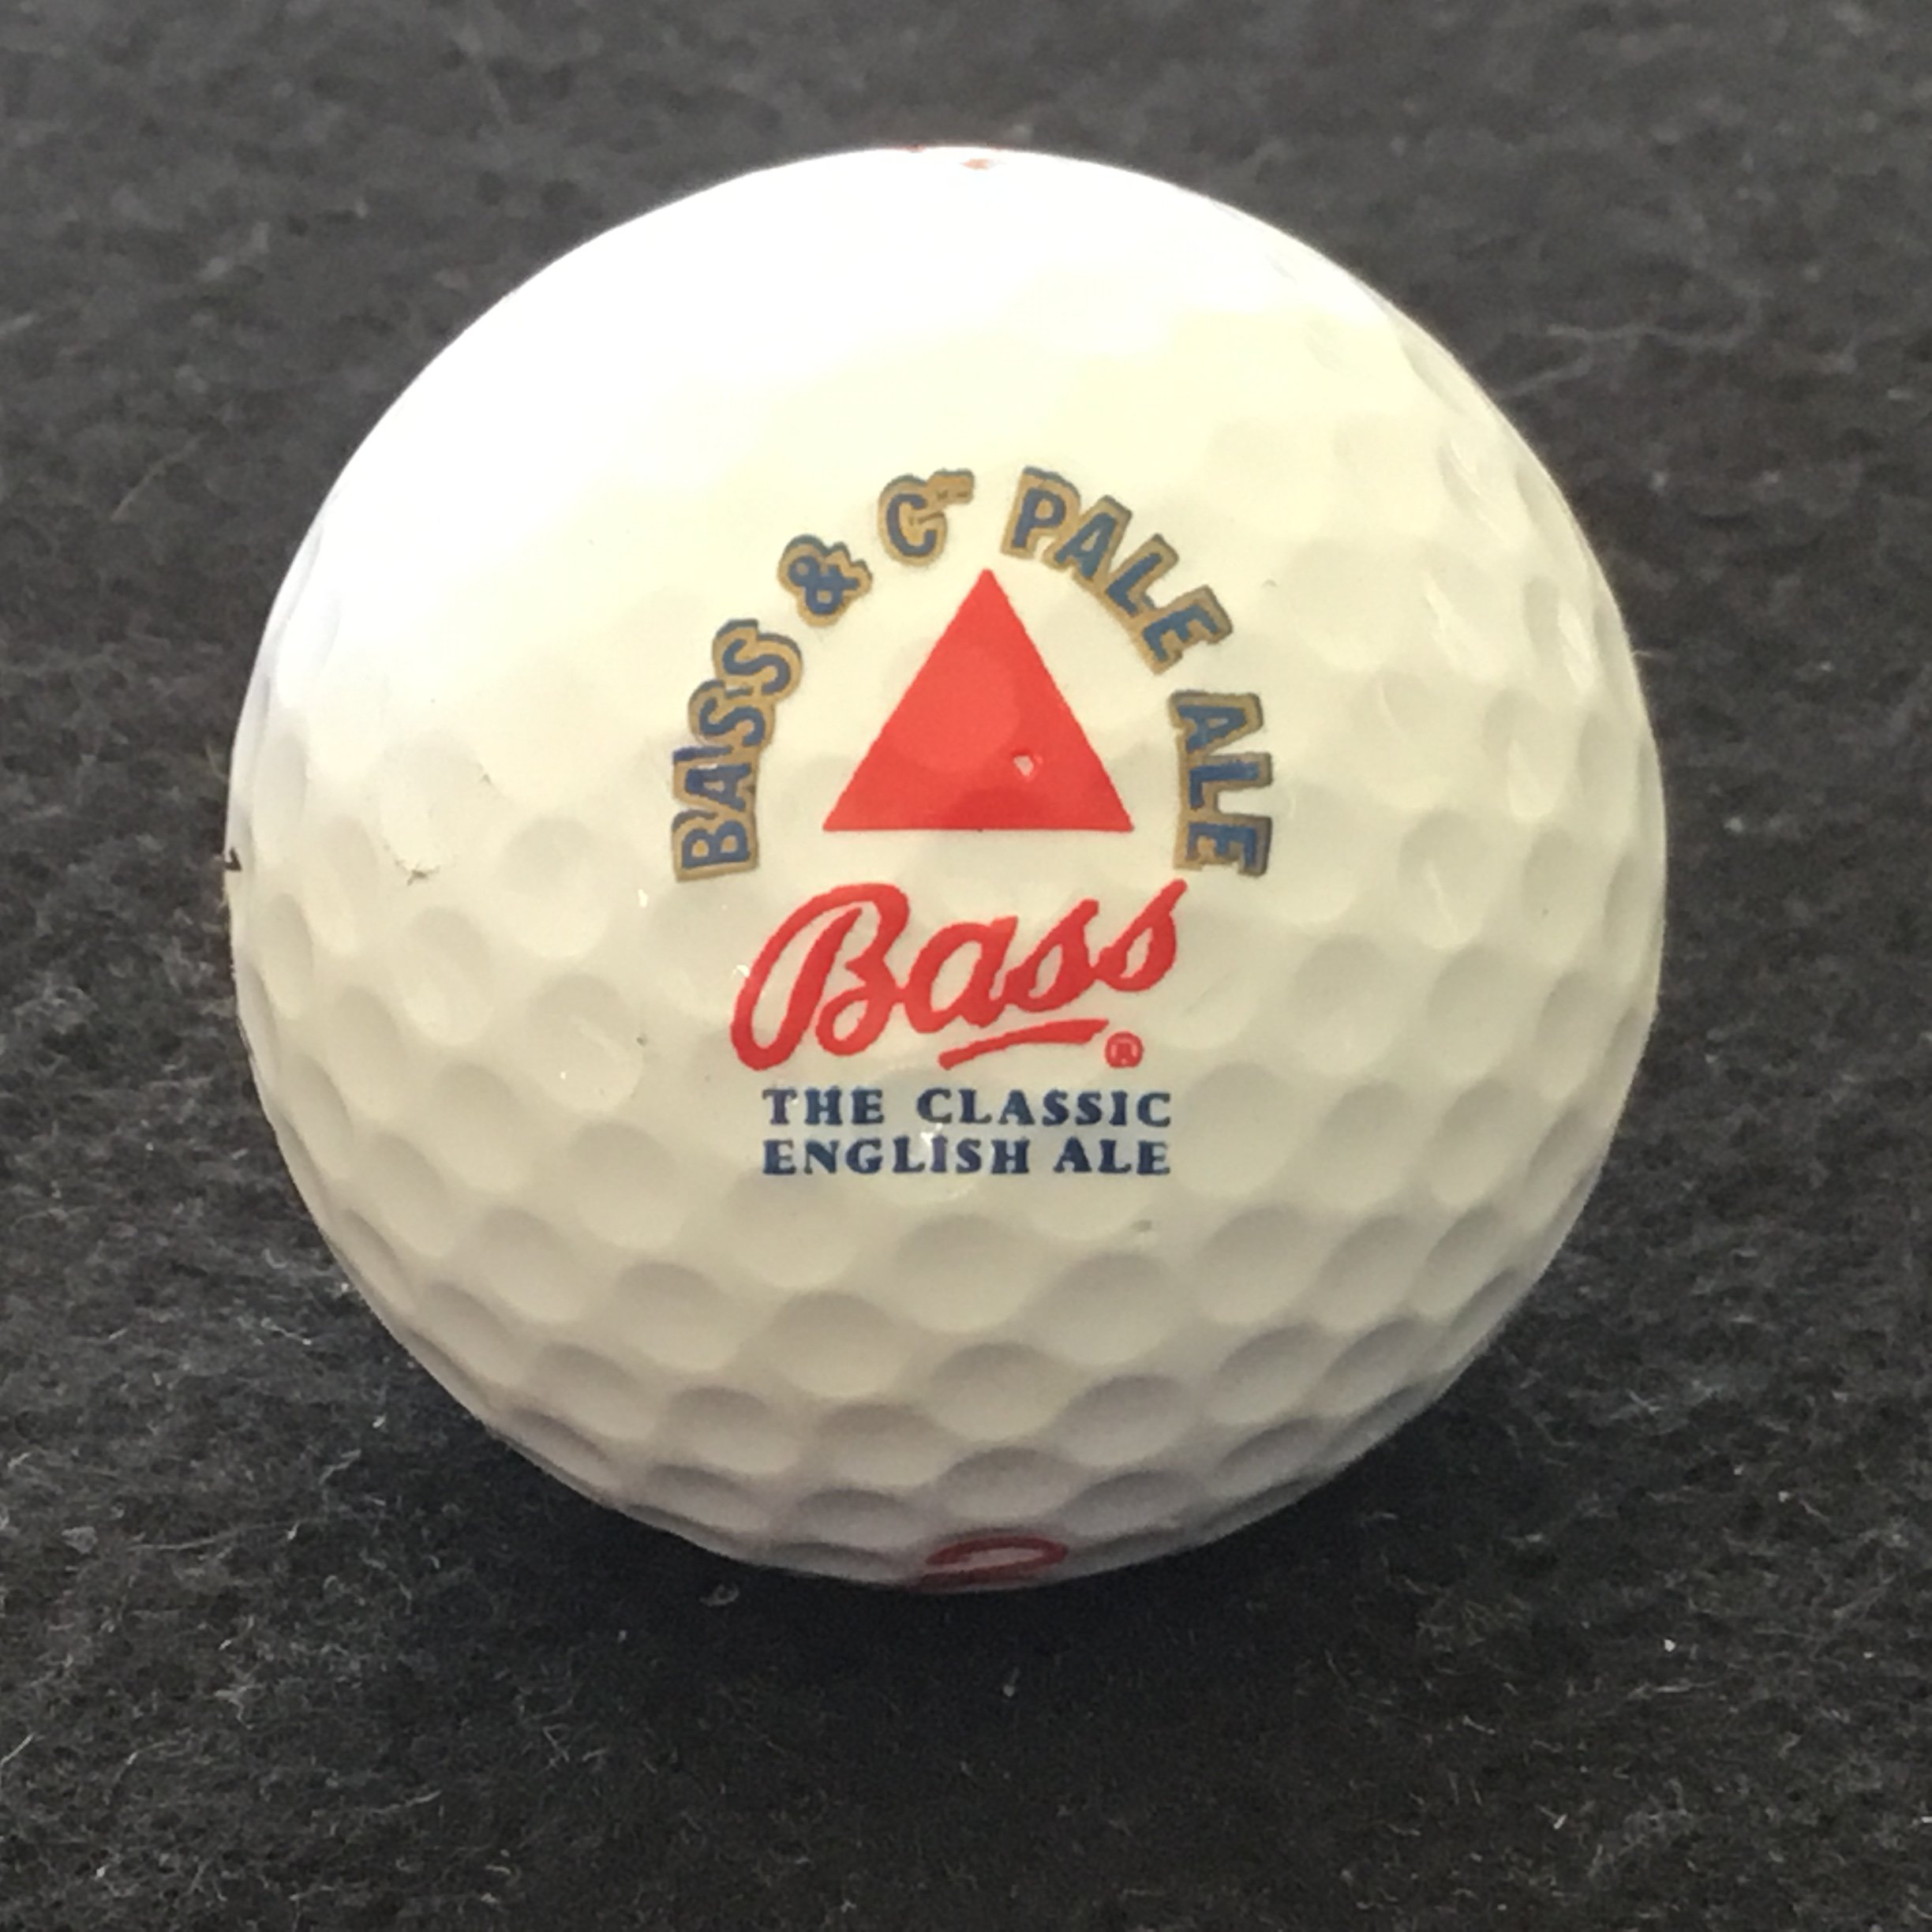 BASS & Co PALE ALE
Bass
®
THE CLASSIC
ENGLISH ALE